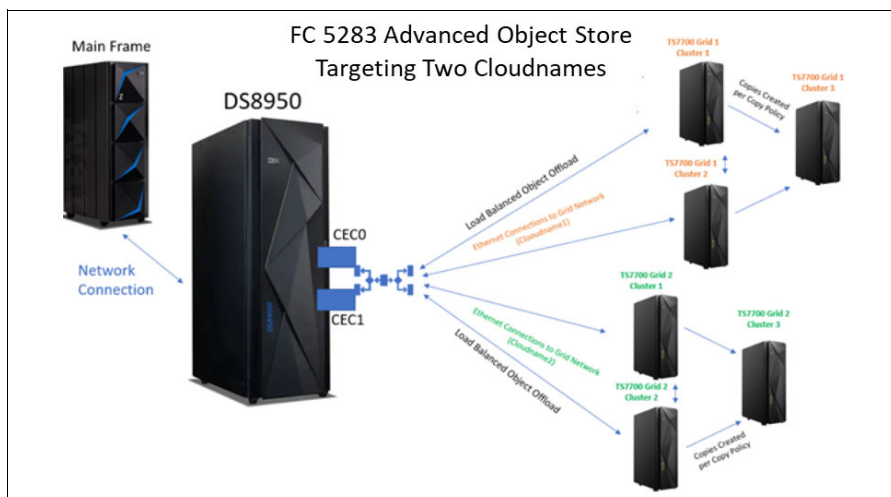 FC 5283 Advanced Object Store
Targeting Two Cloudnames
Main Frame
Z
DS8950
IBM
CEC0
CEC1
DS8950F
Network
Connection
Load Balanced Object Offload
Ethernet Connections to Grid Network
(Clooudname1)
Ethernet Connections to Grid Network
(Cloudname2)
Load Balanced Object Offload
TS7700 Grid 1
Cluster 1
Copies Created
per Copy Policy
TS7700 Grid 1
Cluster 3
TS7700 Grid 1
Cluster 2
TS7700 Grid 2
Cluster 1
TS7700 Grid 2
Cluster 3
TS7700 Grid 2
Cluster 2
Copies Created
per Copy Policy